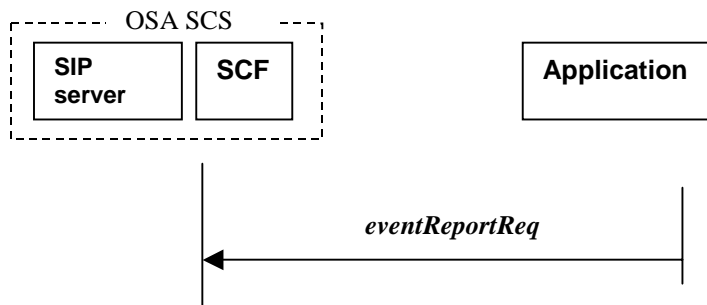 OSA SCS
SIP
server
SCF
Application
eventReportReq